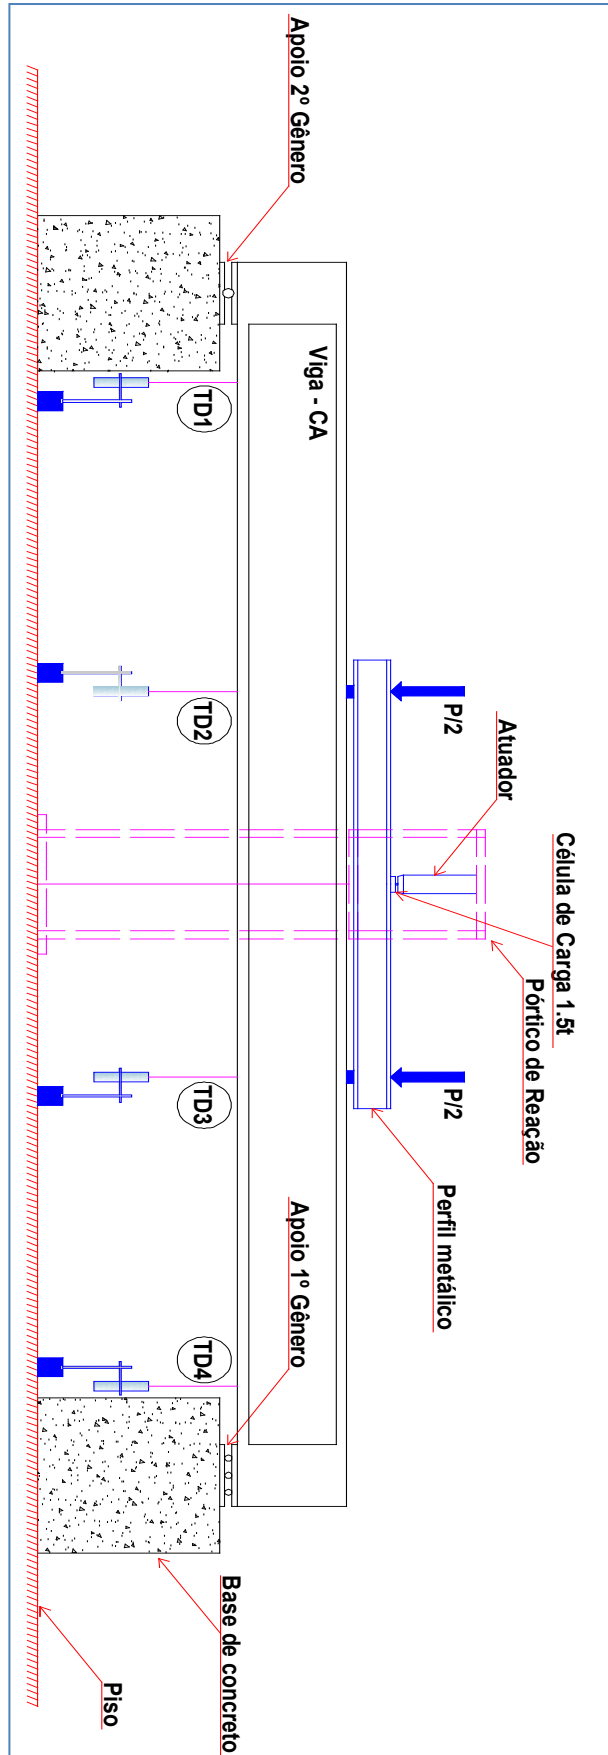 P/2
P/2
Atuador
Célula de Carga 1.5t
Pórtico de Reação
Perfil metálico
Viga - CA
Apoio 2º Gênero
Apoio 1º Gênero
TD1
TD2
TD3
TD4
Base de concreto
Piso